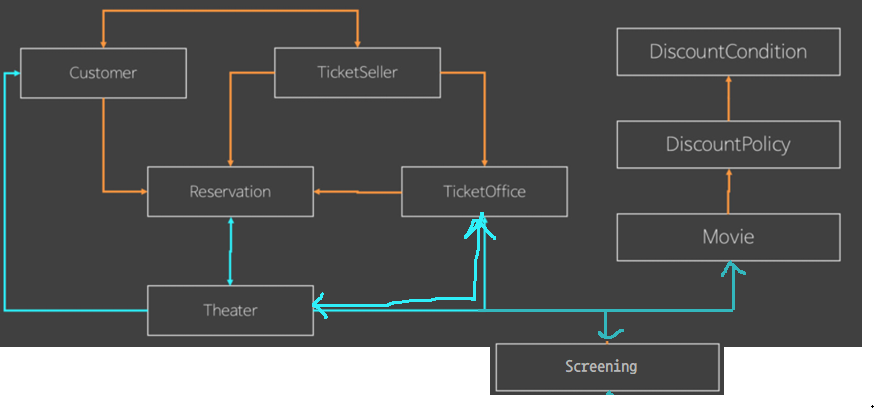 DiscountCondition
Customer
TicketSeller
DiscountPolicy
Reservation
TicketOffice
Movie
Theater
Screening